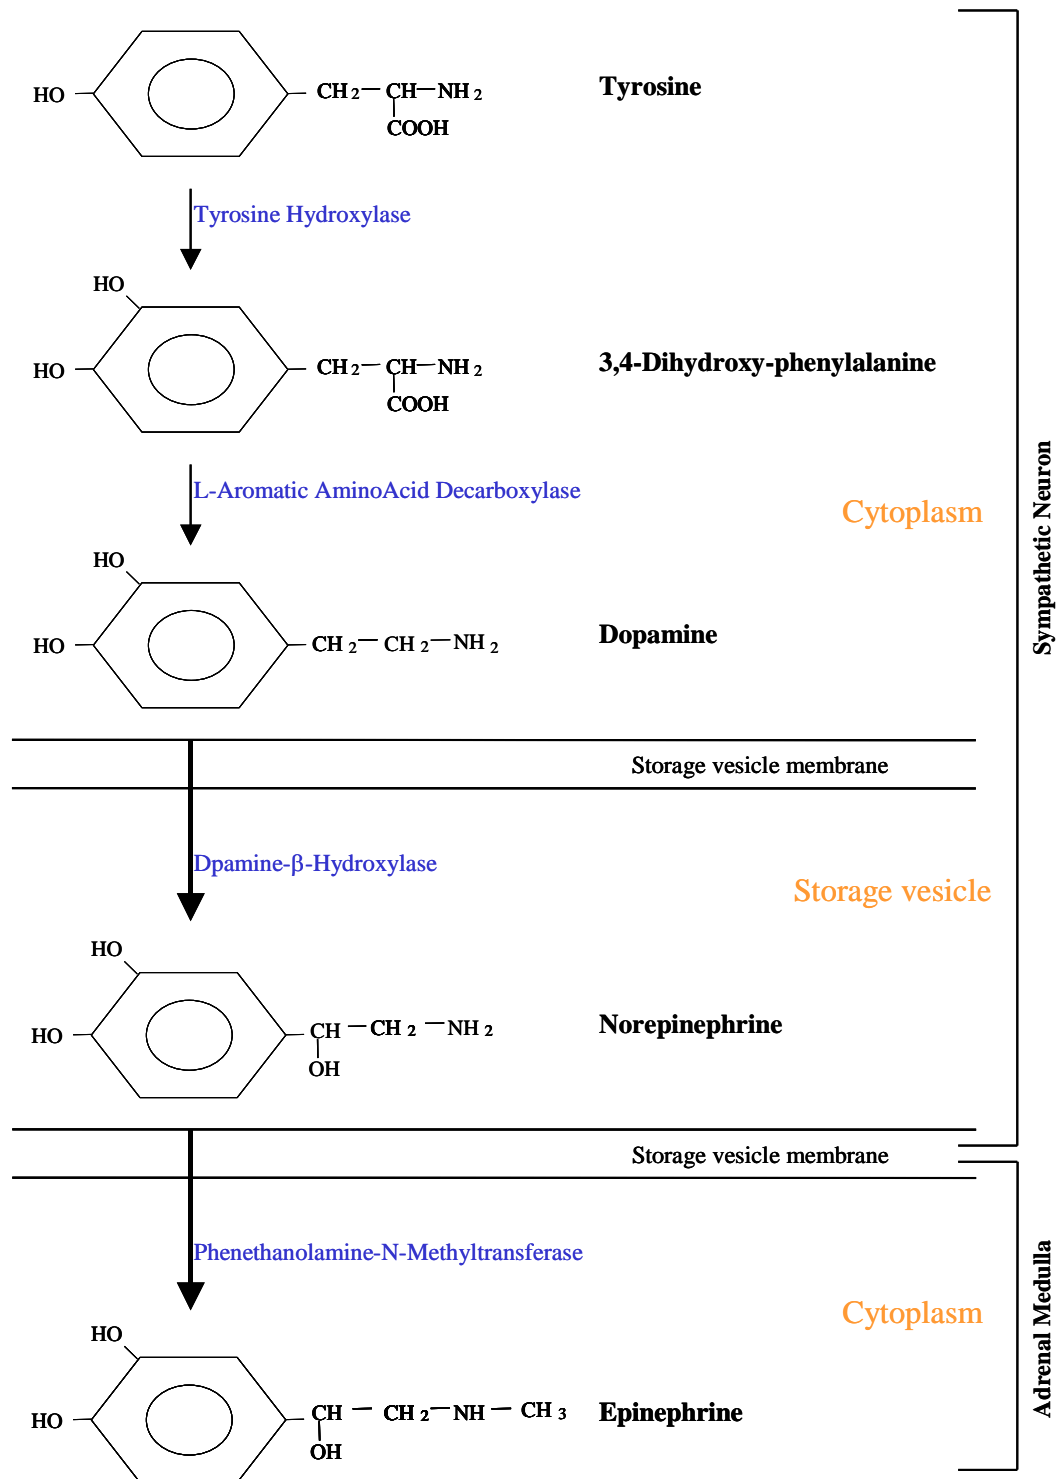 HO
CH2
CH
NH2
COOH
Tyrosine
Tyrosine Hydroxylase
HO
HO
CH2
CH
NH2
COOH
3,4-Dihydroxy-phenylalanine
L-Aromatic AminoAcid Decarboxylase
Cytoplasm
Sympathetic Neuron
HO
HO
CH2
CH2
NH2
Dopamine
Storage vesicle membrane
Dpamine-β-Hydroxylase
Storage vesicle
HO
HO
CH
CH2
NH2
OH
Norepinephrine
Storage vesicle membrane
Phenethanolamine-N-Methyltransferase
Cytoplasm
Adrenal Medulla
HO
HO
CH
CH2
NH
CH3
OH
Epinephrine